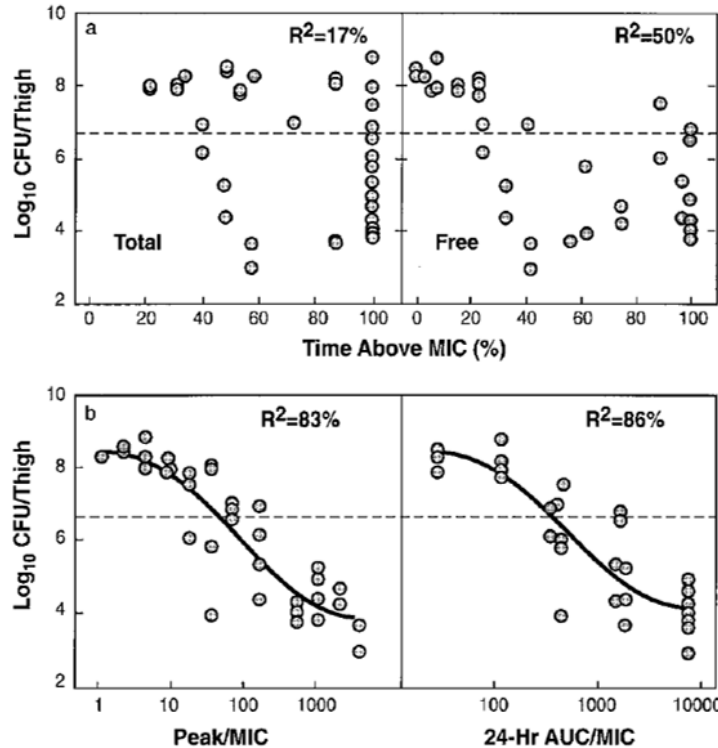 a
R²=17%
R²=50%
10
8
6
4
2
Log₁₀ CFU/Thigh
Total
Free
0 20 40 60 80 100 0 20 40 60 80 100
Time Above MIC (%)
b
R²=83%
R²=86%
10
8
6
4
2
Log₁₀ CFU/Thigh
1 10 100 1000 100 1000 10000
Peak/MIC
24-Hr AUC/MIC